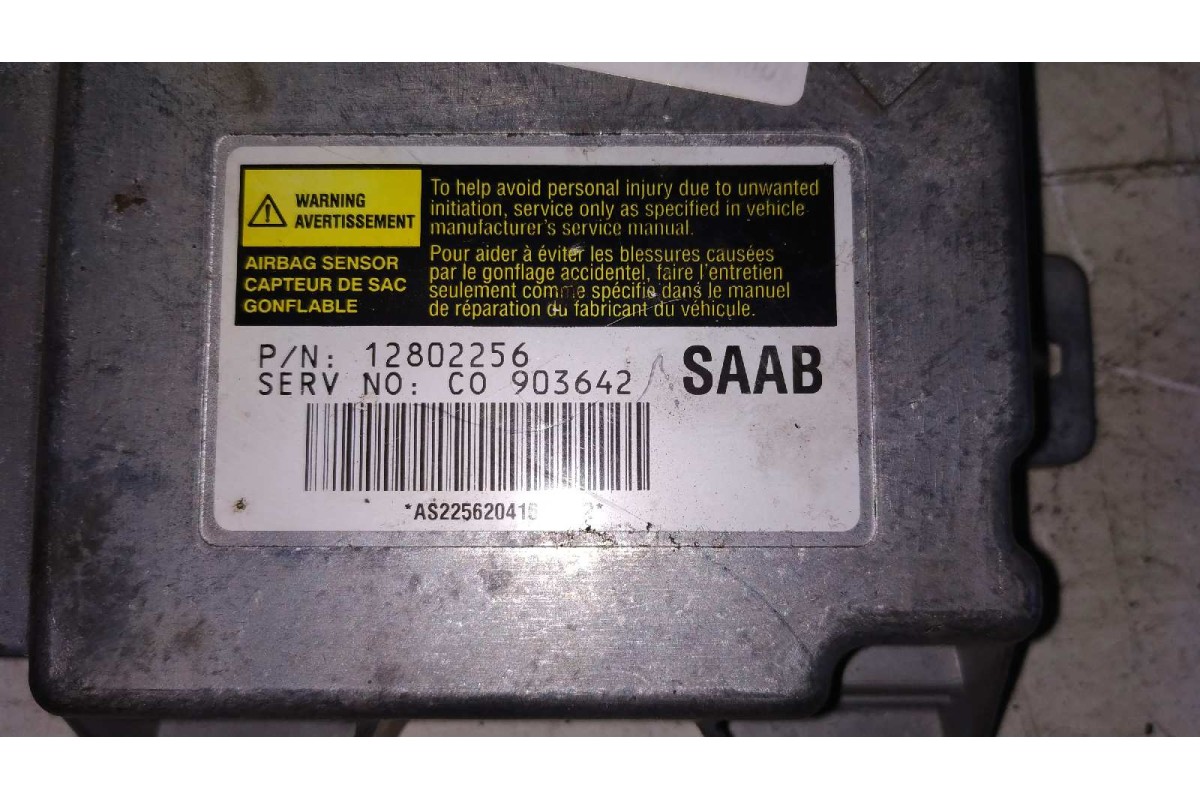 WARNING
AVERTISSEMENT
AIRBAG SENSOR
CAPTEUR DE SAC
GONFLABLE
To help avoid personal injury due to unwanted
initiation, service only as specified in vehicle
manufacturer's service manual.
Pour aider à éviter les blessures causées
par le gonflage accidentel, faire l'entretien
seulement comme spécifie dans le manuel
de réparation du fabricant du véhicule.
P/N: 12802256
SERV NO: CO 903642
SAAB